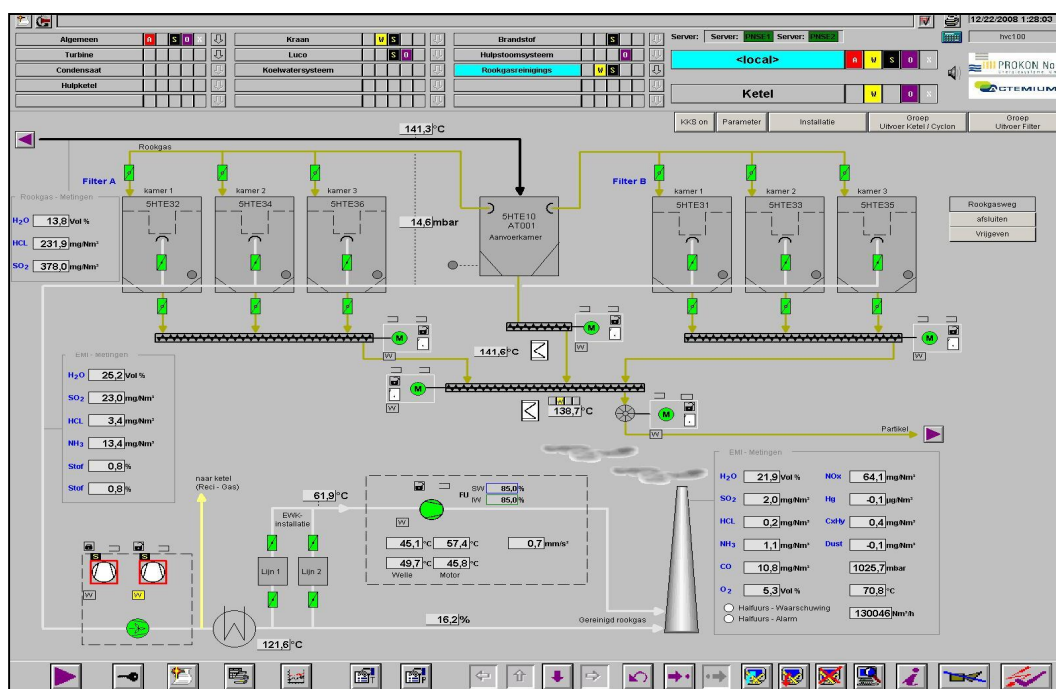 12/22/2008 1:28:03
Algemeen A S O X
Kraan W S
Brandstof S
Server: Server: PNSE1 Server: PNSE2
hvc100
Turbine
Luco S O
Hulpstoomsysteem O
<local> A W S O X
Condensaat
Koelwatersysteem
Rookgasreinigings W S
PROKON No
Hulpketel
Ketel W O X
ACTEMIUM
KKS on Parameter Installatie Groep Uitvoer Ketel / Cyclon Groep Uitvoer Filter
141,3 °C
Rookgas
Filter A
Filter B
kamer 1 kamer 2 kamer 3
kamer 1 kamer 2 kamer 3
Rookgas - Metingen
H₂O 13,8 Vol %
HCL 231,9 mg/Nm³
SO₂ 378,0 mg/Nm³
5HTE32 5HTE34 5HTE36
14,6 mbar
5HTE10
AT001
Aanvoerkamer
5HTE31 5HTE33 5HTE35
Rookgasweg
afsluiten
Vrijgeven
M
M
M
W
W
W
141,6 °C
M
W
138,7 °C
W
M
W
Partikel
EMI - Metingen
H₂O 25,2 Vol %
SO₂ 23,0 mg/Nm³
HCL 3,4 mg/Nm³
NH₃ 13,4 mg/Nm³
Stof 0,8 %
Stof 0,8 %
naar ketel
(Reci - Gas)
61,9 °C
EWK-
installatie
Lijn 1 Lijn 2
FU SW 85,0 %
IW 85,0 %
W
45,1 °C 57,4 °C 0,7 mm/s²
49,7 °C 45,8 °C
Welle Motor
S S
W W
16,2 %
121,6 °C
Gereinigd rookgas
EMI - Metingen
H₂O 21,9 Vol % NOx 64,1 mg/Nm³
SO₂ 2,0 mg/Nm³ Hg -0,1 µg/Nm³
HCL 0,2 mg/Nm³ CxHy 0,4 mg/Nm³
NH₃ 1,1 mg/Nm³ Dust -0,1 mg/Nm³
CO 10,8 mg/Nm³ 1025,7 mbar
O₂ 5,3 Vol % 70,8 °C
Halfuurs - Waarschuwing
Halfuurs - Alarm
130046 Nm³/h